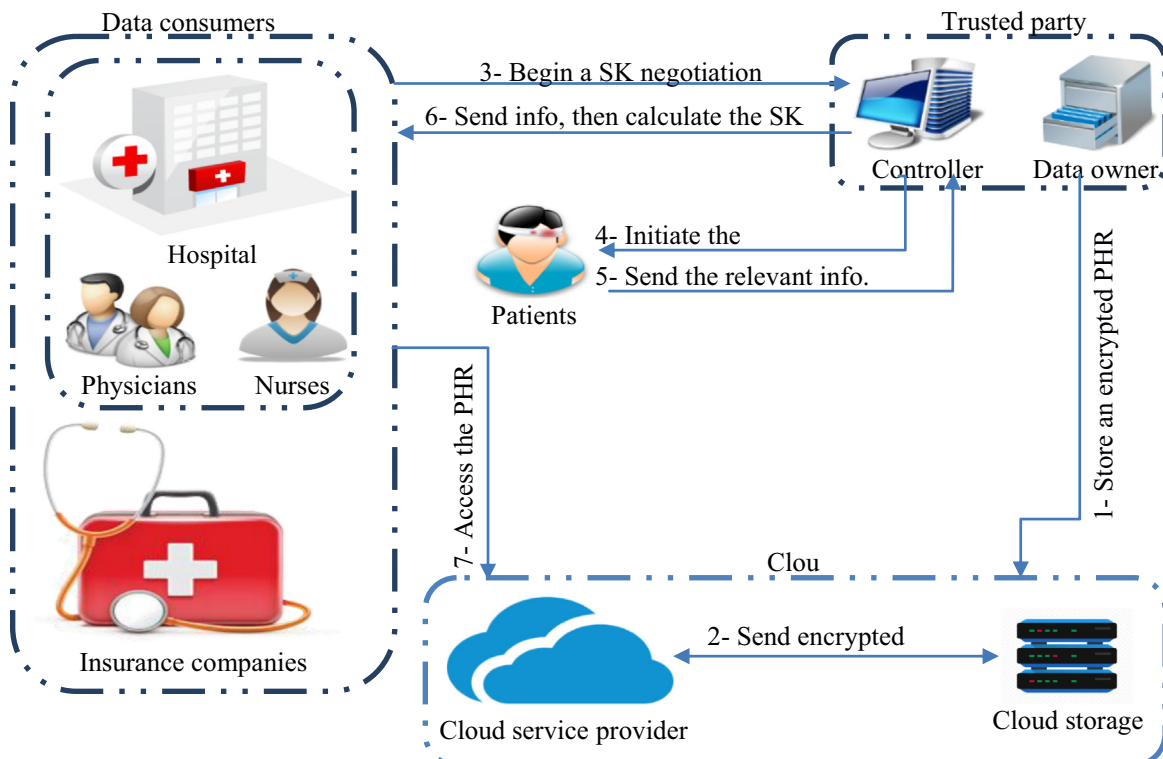 Data consumers
Trusted party
3- Begin a SK negotiation
6- Send info, then calculate the SK
Controller
Data owner
Hospital
4- Initiate the
5- Send the relevant info.
Patients
Physicians
Nurses
1- Store an encrypted PHR
7- Access the PHR
Clou
2- Send encrypted
Insurance companies
Cloud service provider
Cloud storage